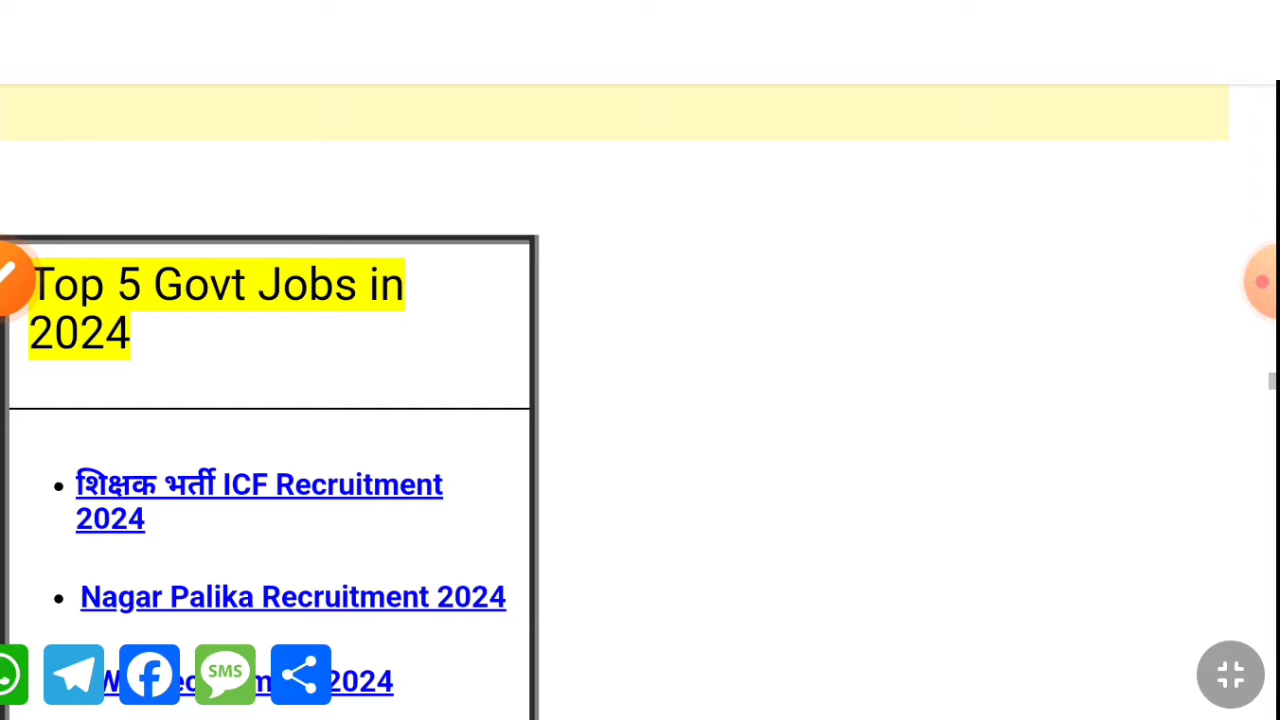 Top 5 Govt Jobs in
2024
शिक्षक भर्ती ICF Recruitment
2024
Nagar Palika Recruitment 2024
2024
SMS